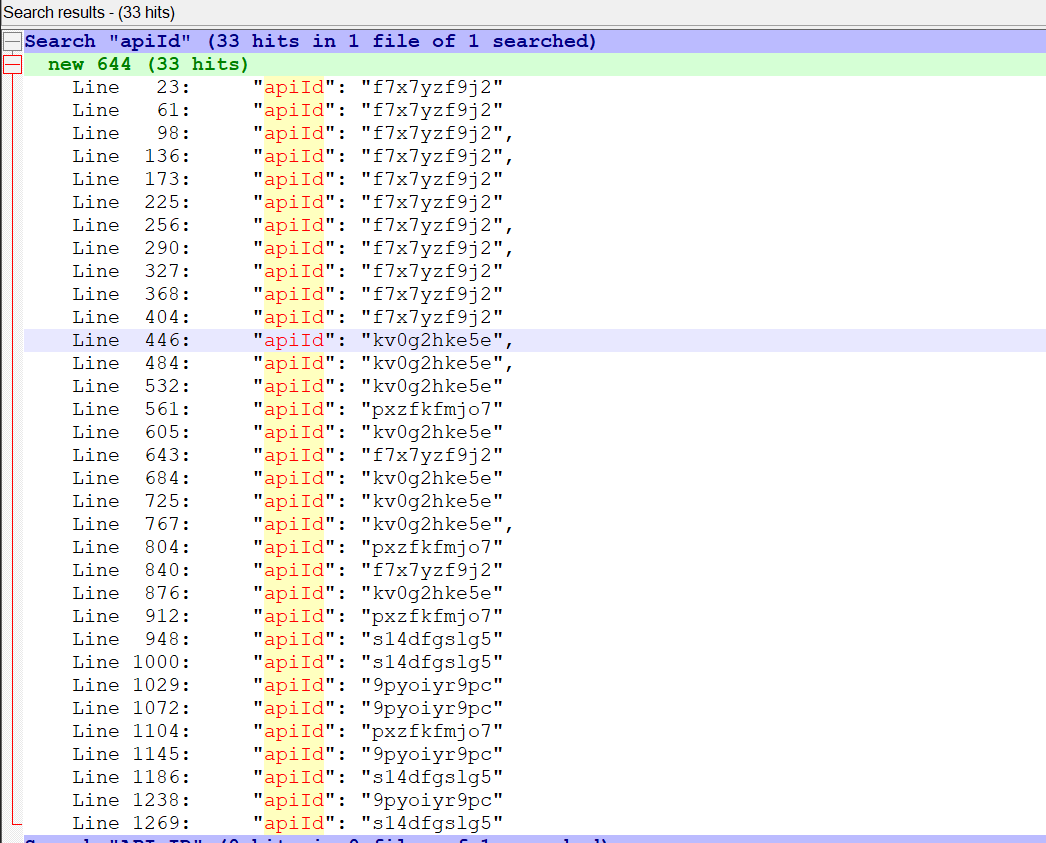 Search results - (33 hits)
Search "apiId" (33 hits in 1 file of 1 searched)
new 644 (33 hits)
Line 23: "apiId": "f7x7yzf9j2"
Line 61: "apiId": "f7x7yzf9j2"
Line 98: "apiId": "f7x7yzf9j2",
Line 136: "apiId": "f7x7yzf9j2",
Line 173: "apiId": "f7x7yzf9j2"
Line 225: "apiId": "f7x7yzf9j2"
Line 256: "apiId": "f7x7yzf9j2",
Line 290: "apiId": "f7x7yzf9j2",
Line 327: "apiId": "f7x7yzf9j2"
Line 368: "apiId": "f7x7yzf9j2"
Line 404: "apiId": "f7x7yzf9j2"
Line 446: "apiId": "kv0g2hke5e",
Line 484: "apiId": "kv0g2hke5e",
Line 532: "apiId": "kv0g2hke5e"
Line 561: "apiId": "pxzfkfmjo7"
Line 605: "apiId": "kv0g2hke5e"
Line 643: "apiId": "f7x7yzf9j2"
Line 684: "apiId": "kv0g2hke5e"
Line 725: "apiId": "kv0g2hke5e"
Line 767: "apiId": "kv0g2hke5e",
Line 804: "apiId": "pxzfkfmjo7"
Line 840: "apiId": "f7x7yzf9j2"
Line 876: "apiId": "kv0g2hke5e"
Line 912: "apiId": "pxzfkfmjo7"
Line 948: "apiId": "s14dfgslg5"
Line 1000: "apiId": "s14dfgslg5"
Line 1029: "apiId": "9pyoiyr9pc"
Line 1072: "apiId": "9pyoiyr9pc"
Line 1104: "apiId": "pxzfkfmjo7"
Line 1145: "apiId": "9pyoiyr9pc"
Line 1186: "apiId": "s14dfgslg5"
Line 1238: "apiId": "9pyoiyr9pc"
Line 1269: "apiId": "s14dfgslg5"